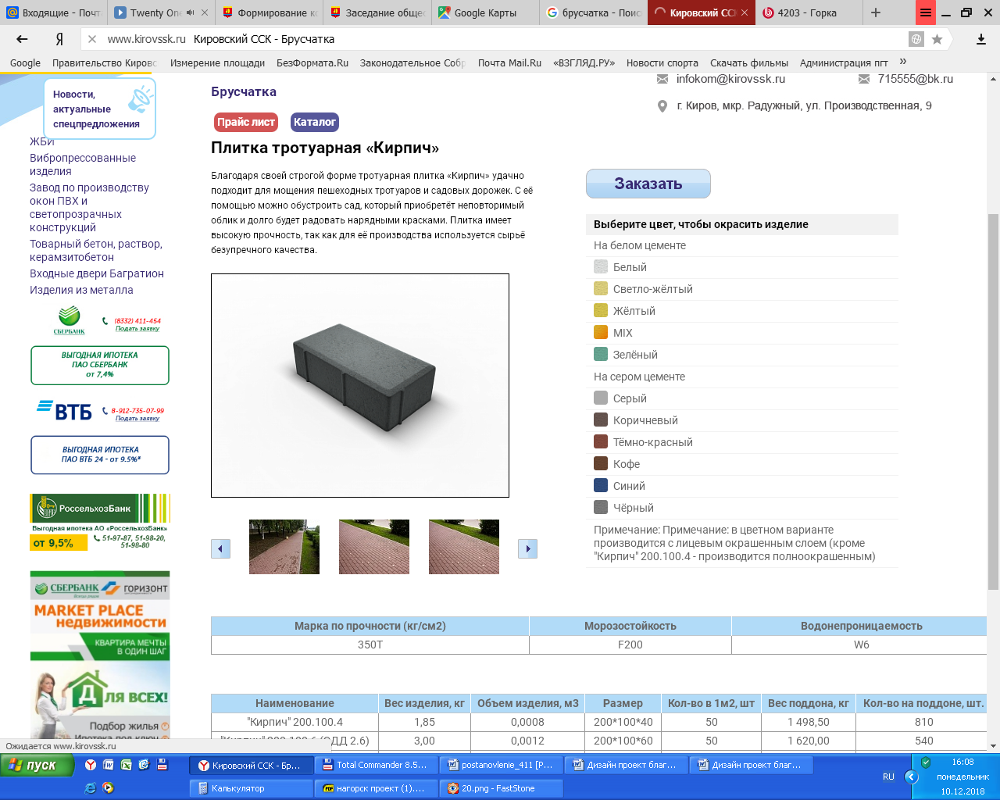 Входящие - Почт
Twenty One
Формирование к
Заседание общес
Google Карты
брусчатка - Поис
Кировский ССК
4203 - Горка
www.kirovssk.ru Кировский ССК - Брусчатка
Google Правительство Кировс Измерение площади БезФормата.Ru Законодательное Собр Почта Mail.Ru «ВЗГЛЯД.РУ» Новости спорта Скачать фильмы Администрация пгт »
Новости,
актуальные
спецпредложения
ЖБИ
Вибропрессованные
изделия
Завод по производству
окон ПВХ и
светопрозрачных
конструкций
Товарный бетон, раствор,
керамзитобетон
Входные двери Багратион
Изделия из металла
СБЕРБАНК
(8332) 411-454
Подать заявку
ВЫГОДНАЯ ИПОТЕКА
ПАО СБЕРБАНК
от 7,4%
ВТБ
8-912-735-07-99
Подать заявку
ВЫГОДНАЯ ИПОТЕКА
ПАО ВТБ 24 - от 9.5%*
РоссельхозБанк
Выгодная ипотека АО «РоссельхозБанк»
от 9,5%
51-97-87, 51-98-20,
51-98-80
СБЕРБАНК
ГОРИЗОНТ
MARKET PLACE
недвижимости
КВАРТИРА МЕЧТЫ
В ОДИН ШАГ
ДЛЯ ВСЕХ!
Подбор жилья
Ипотека под ключ
infokom@kirovssk.ru 715555@bk.ru
г. Киров, мкр. Радужный, ул. Производственная, 9
Брусчатка
Прайс лист Каталог
Плитка тротуарная «Кирпич»
Благодаря своей строгой форме тротуарная плитка «Кирпич» удачно
подходит для мощения пешеходных тротуаров и садовых дорожек. С её
помощью можно обустроить сад, который приобретёт неповторимый
облик и долго будет радовать нарядными красками. Плитка имеет
высокую прочность, так как для её производства используется сырьё
безупречного качества.
Заказать
Выберите цвет, чтобы окрасить изделие
На белом цементе
Белый
Светло-жёлтый
Жёлтый
MIX
Зелёный
На сером цементе
Серый
Коричневый
Тёмно-красный
Кофе
Синий
Чёрный
Примечание: Примечание: в цветном варианте
производится с лицевым окрашенным слоем (кроме
"Кирпич" 200.100.4 - производится полноокрашенным)
Марка по прочности (кг/см2) Морозостойкость Водонепроницаемость
350Т F200 W6
Наименование Вес изделия, кг Объем изделия, м3 Размер Кол-во в 1м2, шт Вес поддона, кг Кол-во на поддоне, шт.
"Кирпич" 200.100.4 1,85 0,0008 200*100*40 50 1 498,50 810
"Кирпич" 200.100.6 (СДД 2.6) 3,00 0,0012 200*100*60 50 1 620,00 540
Ожидается www.kirovssk.ru
пуск
Кировский ССК - Бр...
Total Commander 8.5...
postanovlenie_411 [Р...
Дизайн проект благ...
Дизайн проект благ...
Калькулятор
нагорск проект (1)....
20.png - FastStone
RU
16:08
понедельник
10.12.2018